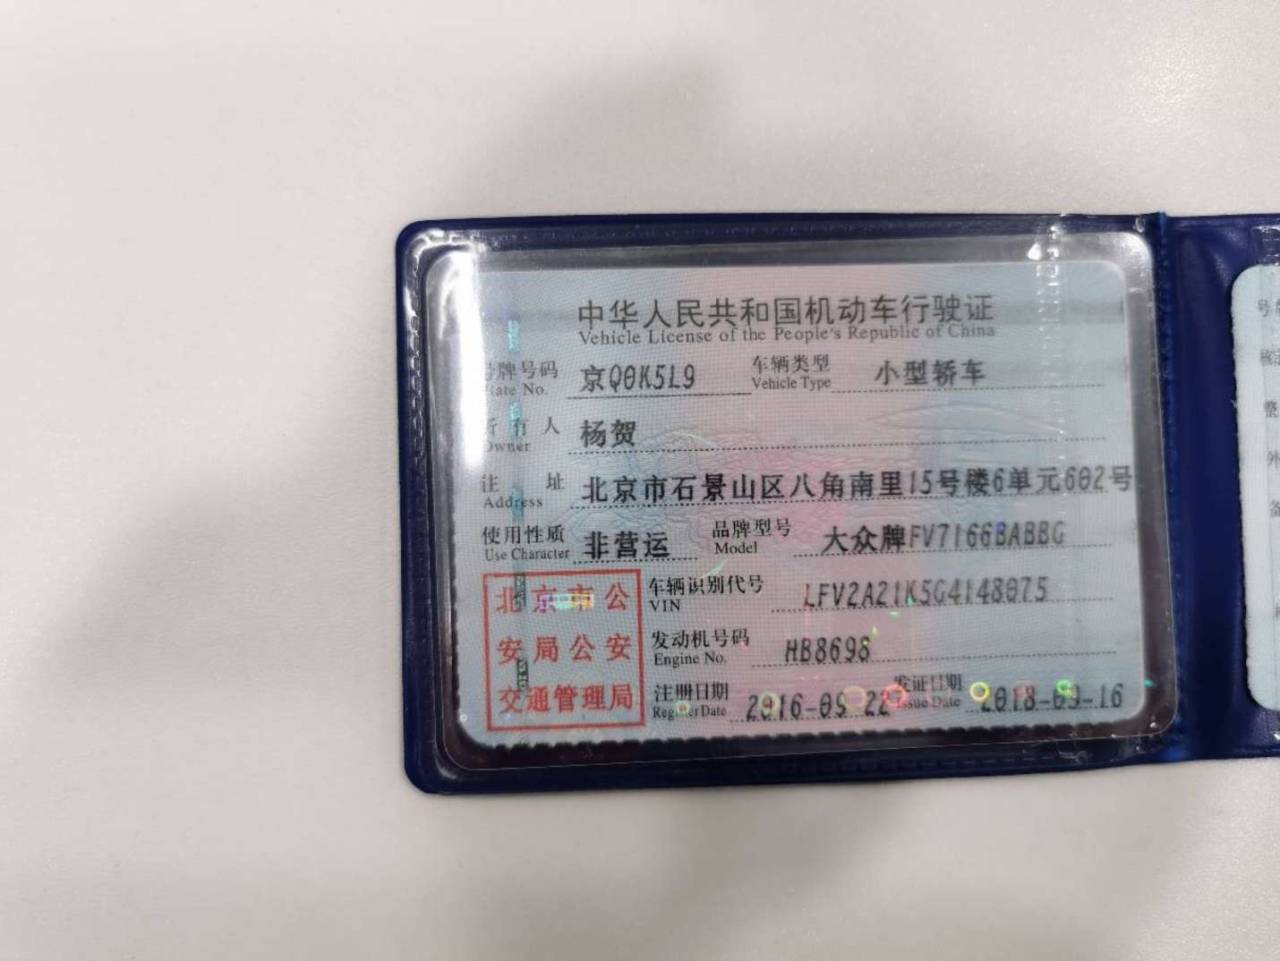 中华人民共和国机动车行驶证
Vehicle License of the People's Republic of China
号牌号码 京Q0K5L9 车辆类型 小型轿车
Plate No. Vehicle Type
所有人 杨贺
Owner
注 址 北京市石景山区八角南里15号楼6单元602号
Address
使用性质 非营运 品牌型号 大众牌FV7166BABBG
Use Character Model
北京市公
安局公安
交通管理局
车辆识别代号 LFV2A21K5G4148075
VIN
发动机号码 HB8698
Engine No.
注册日期 2016-09-22 发证日期 2018-09-16
Register Date Issue Date
号
核
整
外